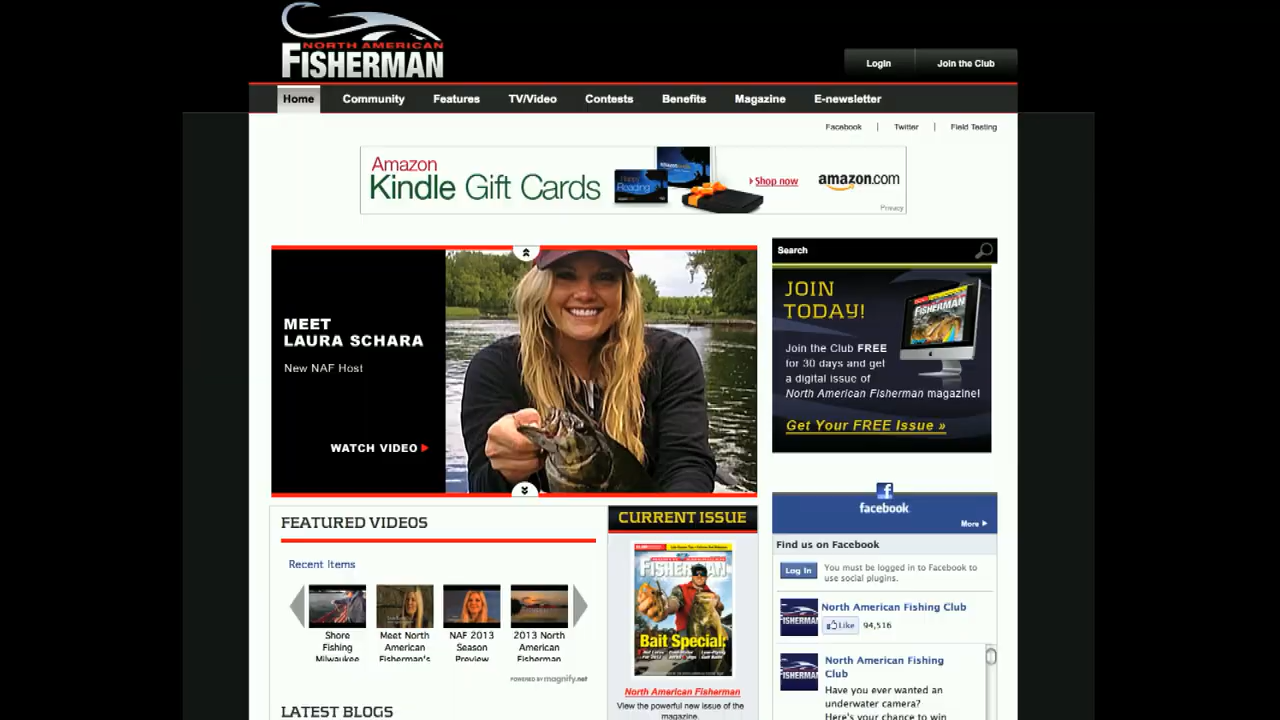 NORTH AMERICAN
FISHERMAN
LogIn
Join the Club
Home
Community
Features
TV/Video
Contests
Benefits
Magazine
E-newsletter
Facebook | Twitter | Field Testing
Amazon
Kindle Gift Cards
Shop now
amazon.com
Privacy
MEET
LAURA SCHARA
New NAF Host
WATCH VIDEO
Search
JOIN
TODAY!
FISHERMAN
Join the Club FREE
for 30 days and get
a digital issue of
North American Fisherman magazine!
Get Your FREE Issue »
facebook
More
Find us on Facebook
Log In
You must be logged in to Facebook to
use social plugins.
FISHERMAN
North American Fishing Club
Like
94,516
FISHERMAN
North American Fishing
Club
Have you ever wanted an
underwater camera?
Here's your chance to win
FEATURED VIDEOS
Recent Items
Shore
Fishing
Milwaukee
Meet North
American
Fisherman's
NAF 2013
Season
Preview
2013 North
American
Fisherman
POWERED BY magnify.net
LATEST BLOGS
CURRENT ISSUE
FISHERMAN
Bait Special:
North American Fisherman
View the powerful new issue of the
magazine.